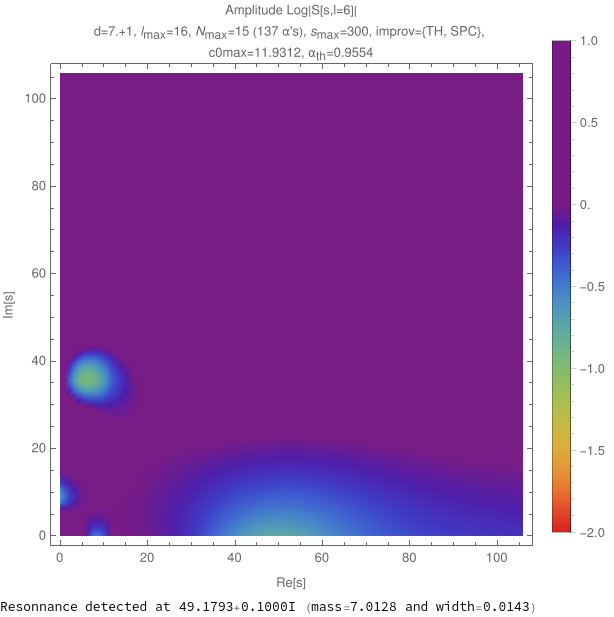 Amplitude Log|S[s,l=6]|
d=7.+1, lmax=16, Nmax=15 (137 α's), smax=300, improv={TH, SPC},
c0max=11.9312, αth=0.9554
1.0
0.5
0.
−0.5
−1.0
−1.5
−2.0
100
80
60
40
20
0
Im[s]
0 20 40 60 80 100
Re[s]
Resonnance detected at 49.1793+0.1000I (mass=7.0128 and width=0.0143)